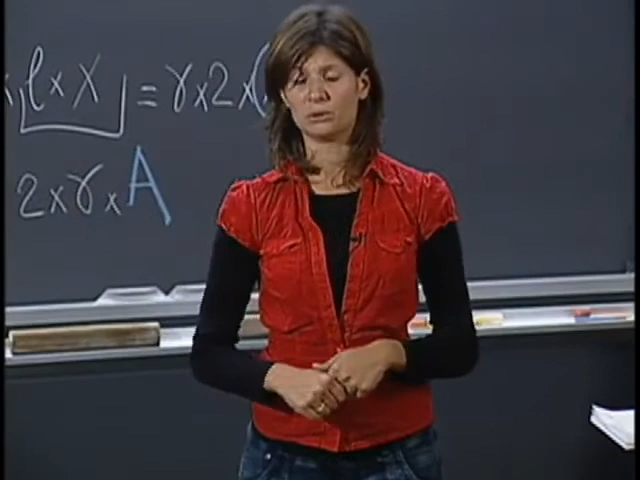 l × X = γ × 2 × l
2 × γ × A